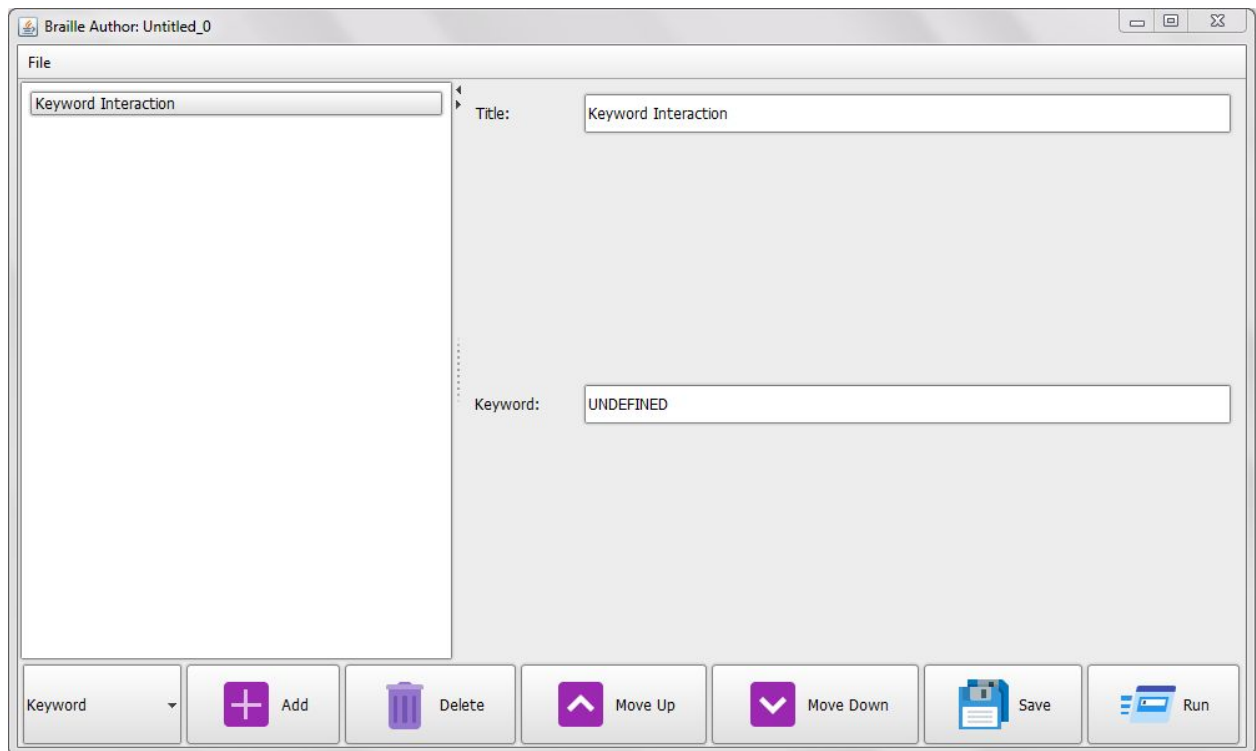 Braille Author: Untitled_0
File
Keyword Interaction
Title:
Keyword Interaction
Keyword:
UNDEFINED
Keyword
Add
Delete
Move Up
Move Down
Save
Run